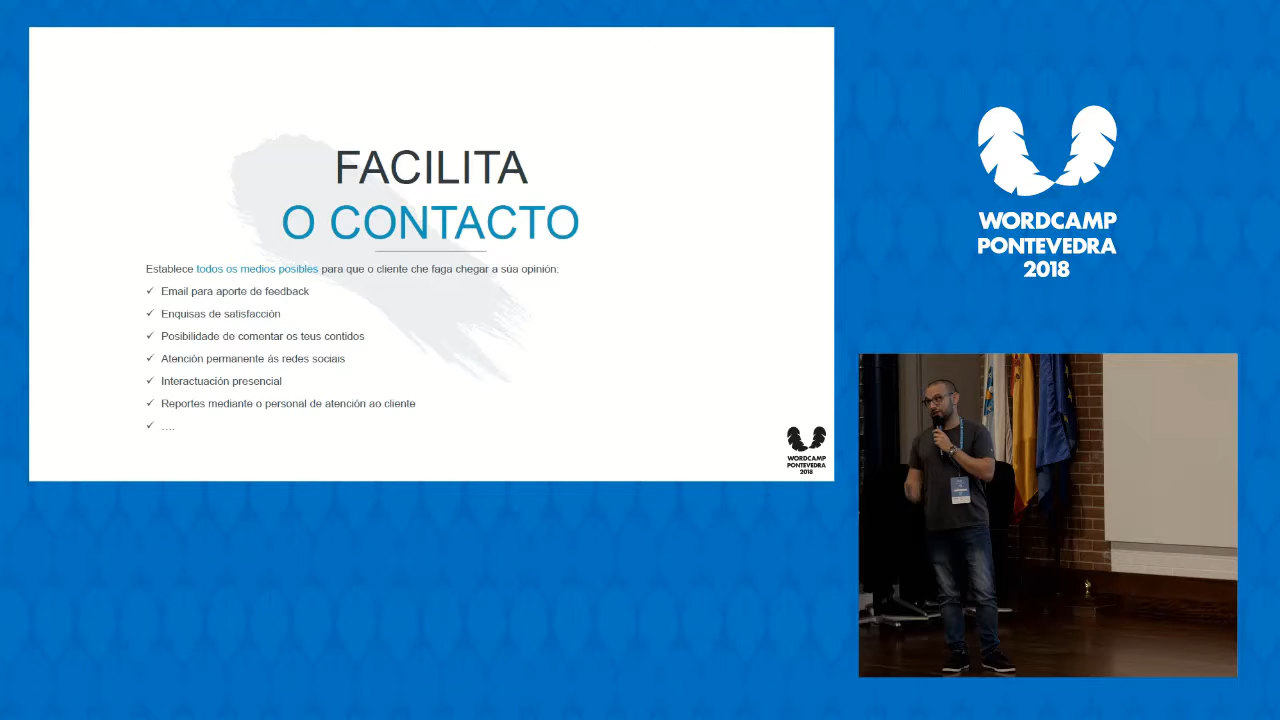 FACILITA
O CONTACTO
Establece todos os medios posibles para que o cliente che faga chegar a súa opinión:
✓ Email para aporte de feedback
✓ Enquisas de satisfacción
✓ Posibilidade de comentar os teus contidos
✓ Atención permanente ás redes sociais
✓ Interactuación presencial
✓ Reportes mediante o personal de atención ao cliente
✓ ....
WORDCAMP
PONTEVEDRA
2018
WORDCAMP
PONTEVEDRA
2018